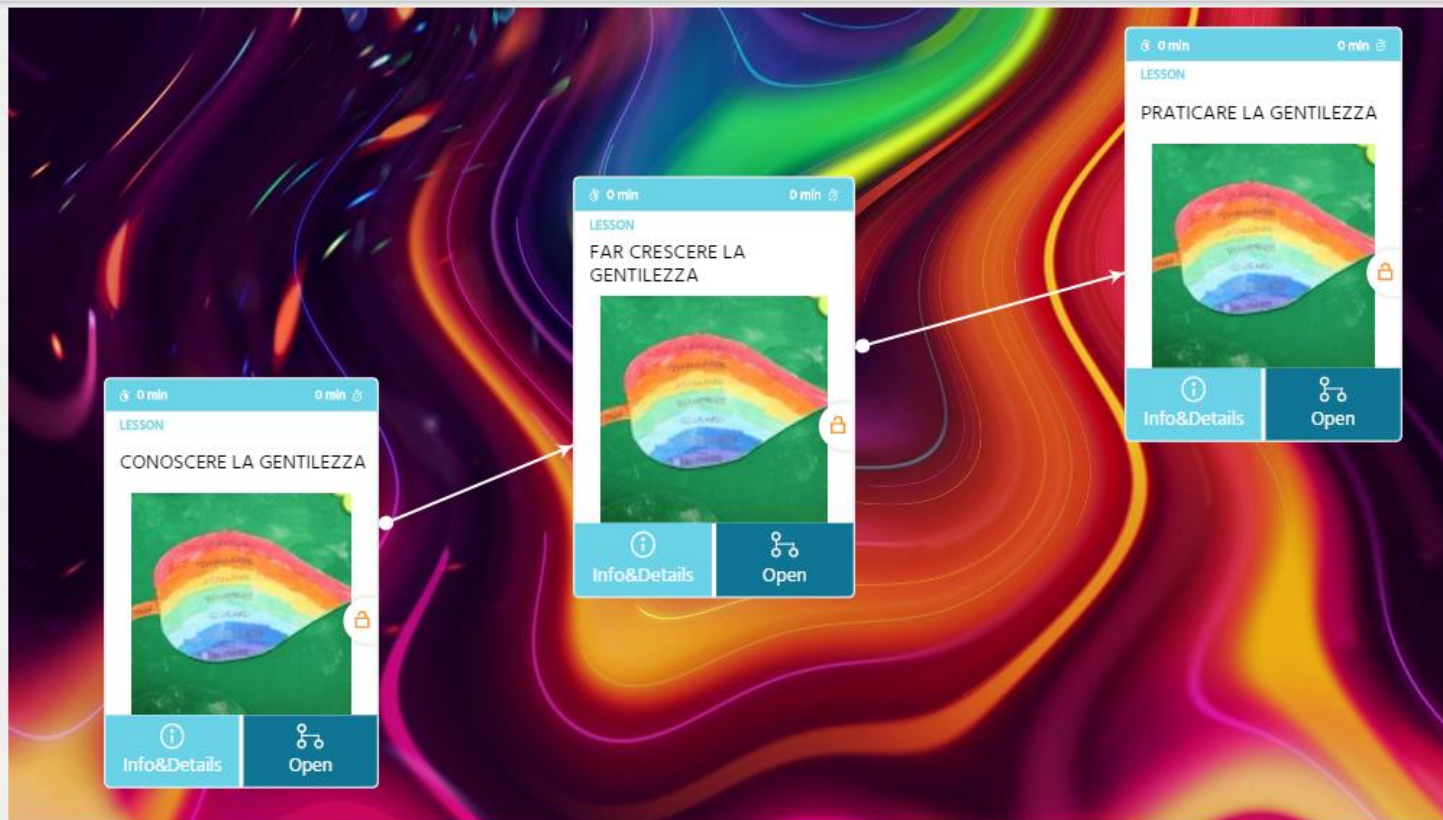 0 min 0 min
LESSON
PRATICARE LA GENTILEZZA
Info&Details Open
0 min 0 min
LESSON
FAR CRESCERE LA
GENTILEZZA
Info&Details Open
0 min 0 min
LESSON
CONOSCERE LA GENTILEZZA
Info&Details Open